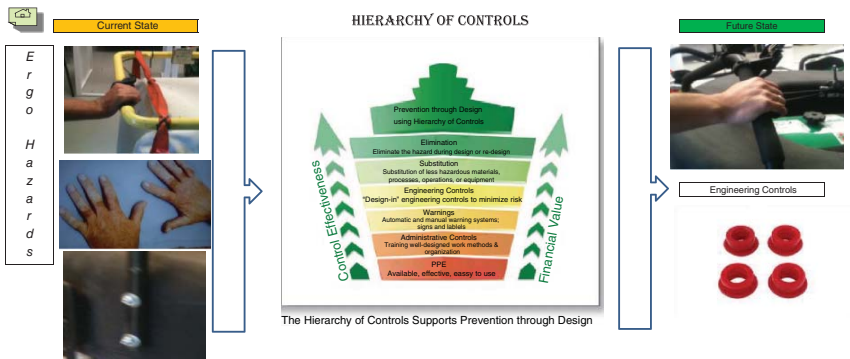 HIERARCHY OF CONTROLS
Current State
Future State
Ergo Hazards
Prevention through Design
using Hierarchy of Controls
Elimination
Eliminate the hazard during design or re-design
Substitution
Substitution of less hazardous materials,
processes, operations, or equipment
Engineering Controls
“Design-in” engineering controls to minimize risk
Warnings
Automatic and manual warning systems;
signs and lablels
Administrative Controls
Training well-designed work methods &
organization
PPE
Available, effective, easy to use
Control Effectiveness
Financial Value
The Hierarchy of Controls Supports Prevention through Design
Engineering Controls